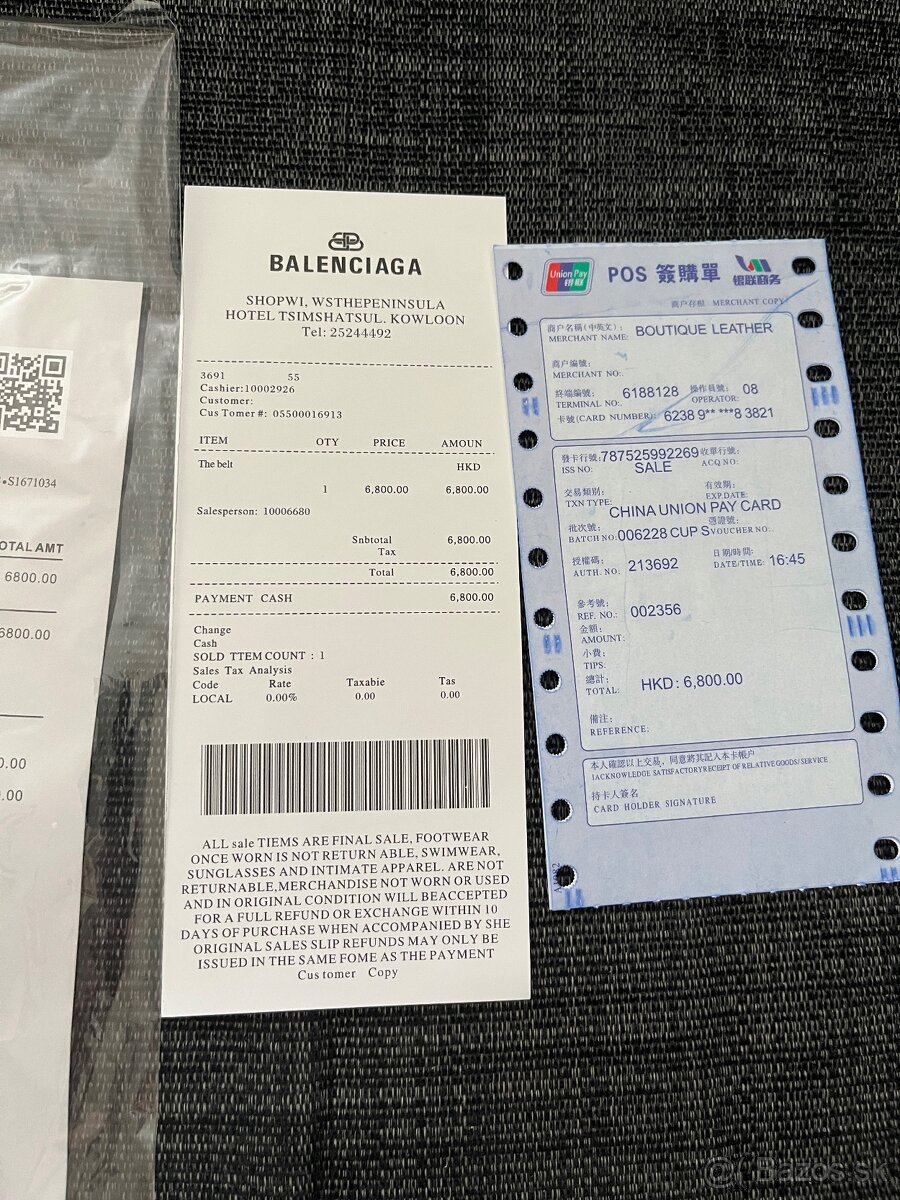 •S1671034
OTAL AMT
6800.00
6800.00
0.00
.00
BALENCIAGA
SHOPWI, WSTHEPENINSULA
HOTEL TSIMSHATSUL. KOWLOON
Tel: 25244492
3691 55
Cashier:10002926
Customer:
Cus Tomer #: 05500016913
ITEM QTY PRICE AMOUN
The belt HKD
1 6,800.00 6,800.00
Salesperson: 10006680
Snbtotal 6,800.00
Tax
Total 6,800.00
PAYMENT CASH 6,800.00
Change
Cash
SOLD TTEM COUNT : 1
Sales Tax Analysis
Code Rate Taxabie Tas
LOCAL 0.00% 0.00 0.00
ALL sale TIEMS ARE FINAL SALE, FOOTWEAR
ONCE WORN IS NOT RETURN ABLE, SWIMWEAR,
SUNGLASSES AND INTIMATE APPAREL. ARE NOT
RETURNABLE,MERCHANDISE NOT WORN OR USED
AND IN ORIGINAL CONDITION WILL BEACCEPTED
FOR A FULL REFUND OR EXCHANGE WITHIN 10
DAYS OF PURCHASE WHEN ACCOMPANIED BY SHE
ORIGINAL SALES SLIP REFUNDS MAY ONLY BE
ISSUED IN THE SAME FOME AS THE PAYMENT
Cus tomer Copy
Union Pay
银联
POS 簽購單
银联商务
商户存根 MERCHANT COPY
商户名稱(中英文): BOUTIQUE LEATHER
MERCHANT NAME:
商户編號:
MERCHANT NO:
終端編號: 6188128 操作員號: 08
TERMINAL NO. OPERATOR:
卡號(CARD NUMBER): 6238 9** ***8 3821
發卡行號: 787525992269 收單行號:
ISS NO: SALE ACQ NO:
交易類别: 有效期:
TXN TYPE: EXP.DATE:
CHINA UNION PAY CARD
批次號: 憑證號:
BATCH NO: 006228 CUP S VOUCHER NO:
授權碼: 213692 日期/時間: 16:45
AUTH. NO: DATE/TIME:
參考號: 002356
REF. NO.:
金額:
AMOUNT:
小費:
TIPS:
總計: HKD: 6,800.00
TOTAL:
備注:
REFERENCE:
本人確認以上交易, 同意將其記入本卡帳户
IACKNOWLEDGE SATISFACTORYRECEIPT OF RELATIVE GOODS/ SERVICE
持卡人簽名
CARD HOLDER SIGNATURE
Bazos.sk